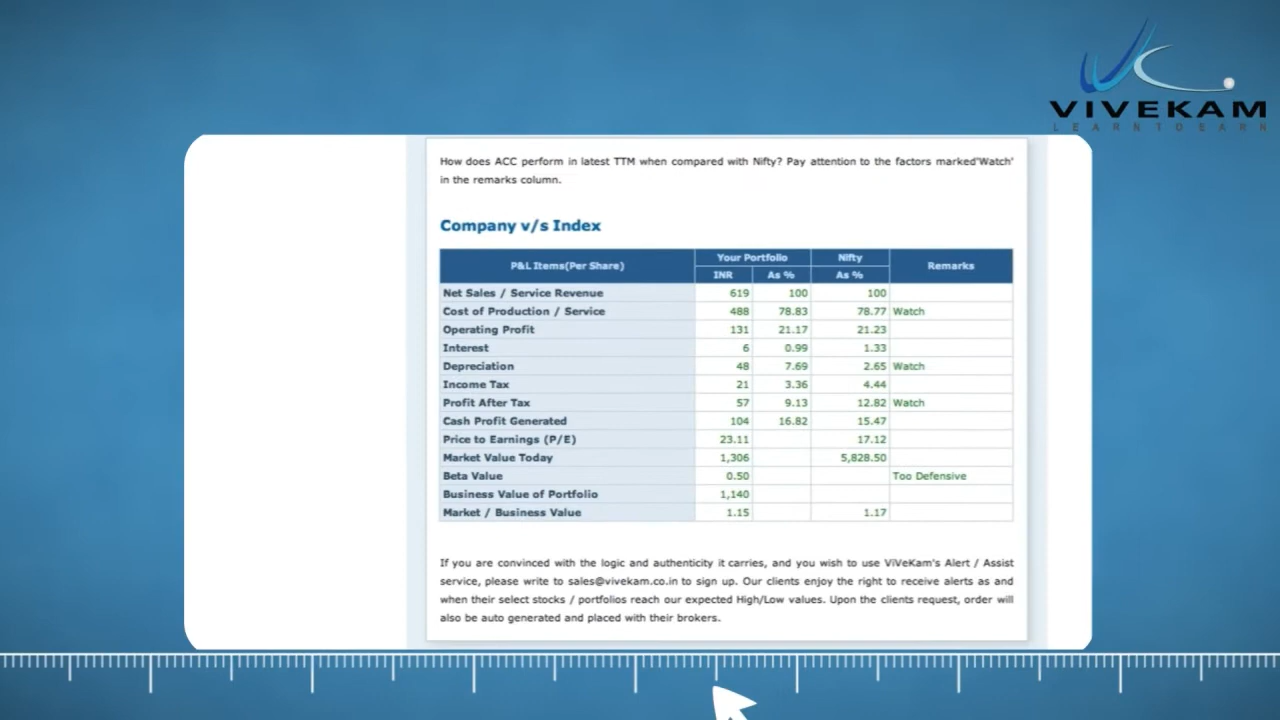 VIVEKAM
LEARN TO EARN
How does ACC perform in latest TTM when compared with Nifty? Pay attention to the factors marked'Watch'
in the remarks column.
Company v/s Index
P&L Items(Per Share) Your Portfolio Nifty Remarks
INR As % As %
Net Sales / Service Revenue 619 100 100
Cost of Production / Service 488 78.83 78.77 Watch
Operating Profit 131 21.17 21.23
Interest 6 0.99 1.33
Depreciation 48 7.69 2.65 Watch
Income Tax 21 3.36 4.44
Profit After Tax 57 9.13 12.82 Watch
Cash Profit Generated 104 16.82 15.47
Price to Earnings (P/E) 23.11 17.12
Market Value Today 1,306 5,828.50
Beta Value 0.50 Too Defensive
Business Value of Portfolio 1,140
Market / Business Value 1.15 1.17
If you are convinced with the logic and authenticity it carries, and you wish to use ViVeKam's Alert / Assist
service, please write to sales@vivekam.co.in to sign up. Our clients enjoy the right to receive alerts as and
when their select stocks / portfolios reach our expected High/Low values. Upon the clients request, order will
also be auto generated and placed with their brokers.